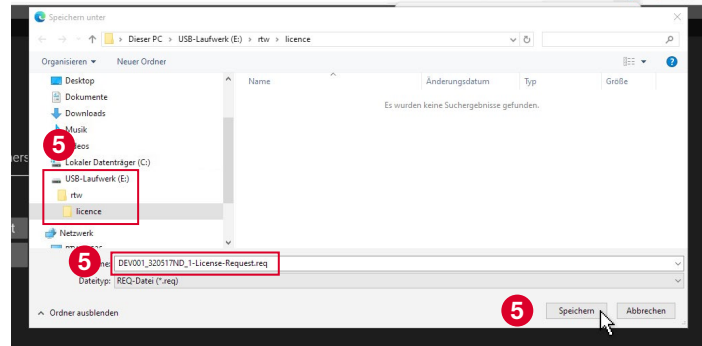 Speichern unter
Dieser PC > USB-Laufwerk (E:) > rtw > licence
Organisieren Neuer Ordner
Name Änderungsdatum Typ Größe
Es wurden keine Suchergebnisse gefunden.
Desktop
Dokumente
Downloads
Musik
5
Lokaler Datenträger (C:)
USB-Laufwerk (E:)
rtw
licence
Netzwerk
5
DEV001_320517ND_1-License-Request.req
Dateityp: REQ-Datei (*.req)
Ordner ausblenden
5
Speichern
Abbrechen